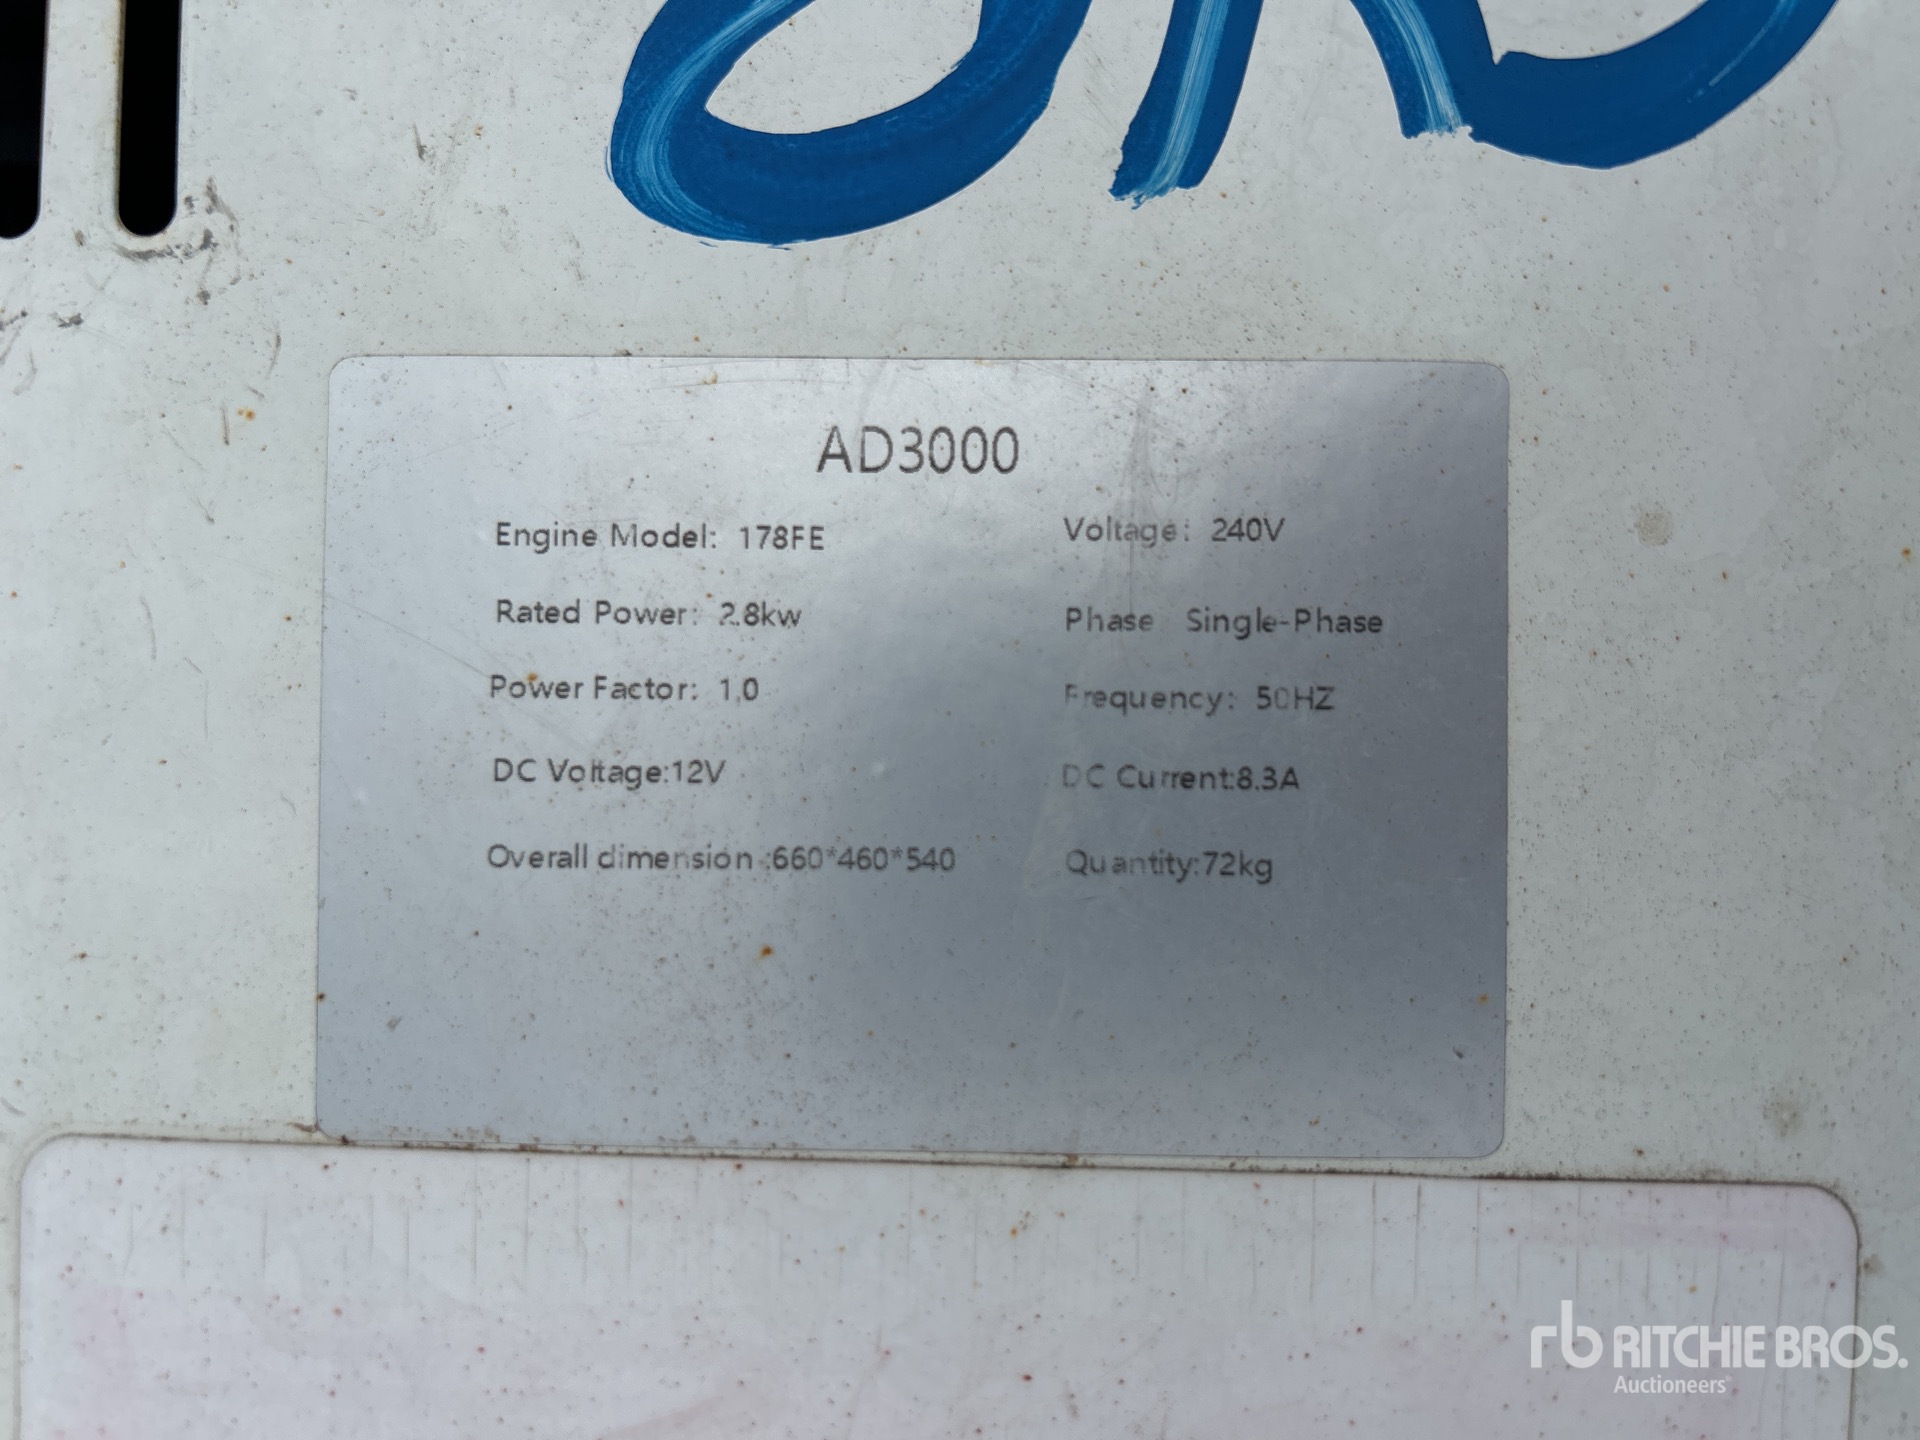 AD3000
Engine Model: 178FE
Voltage: 240V
Rated Power: 2.8kw
Phase Single-Phase
Power Factor: 1.0
Frequency: 50HZ
DC Voltage:12V
DC Current:8.3A
Overall dimension :660*460*540
Quantity:72kg
rb RITCHIE BROS.
Auctioneers